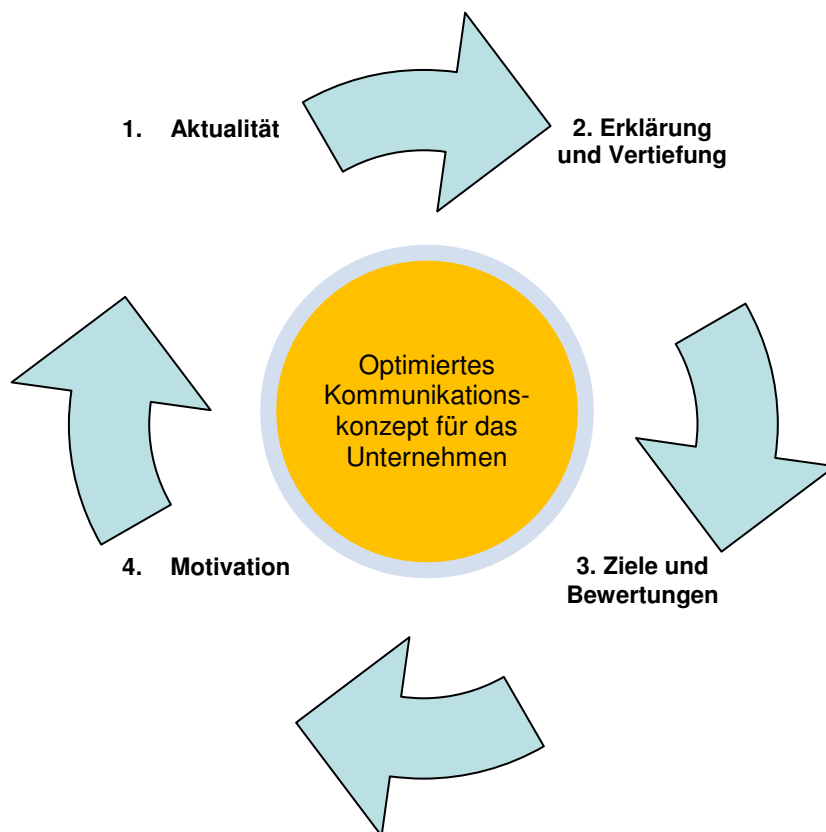 1. Aktualität
2. Erklärung
und Vertiefung
Optimiertes
Kommunikations-
konzept für das
Unternehmen
3. Ziele und
Bewertungen
4. Motivation